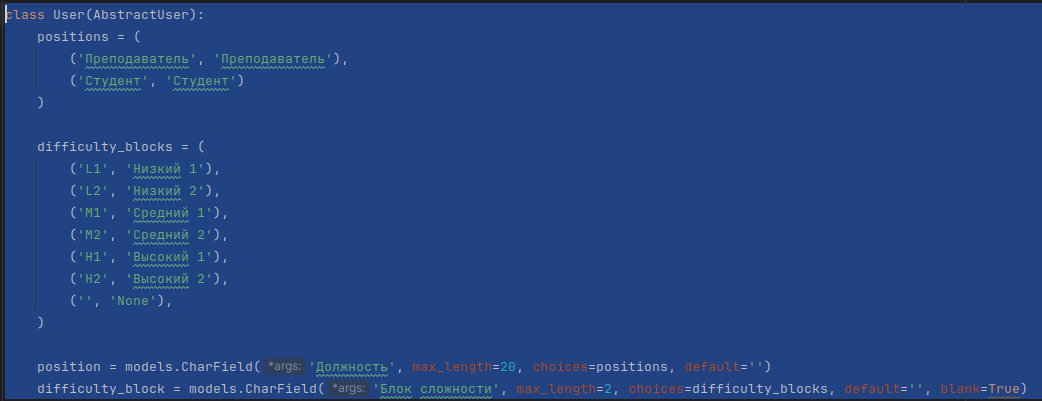 class User(AbstractUser):
    positions = (
        ('Преподаватель', 'Преподаватель'),
        ('Студент', 'Студент')
    )
    difficulty_blocks = (
        ('L1', 'Низкий 1'),
        ('L2', 'Низкий 2'),
        ('M1', 'Средний 1'),
        ('M2', 'Средний 2'),
        ('H1', 'Высокий 1'),
        ('H2', 'Высокий 2'),
        ('', 'None'),
    )
    position = models.CharField( *args: 'Должность', max_length=20, choices=positions, default='')
    difficulty_block = models.CharField( *args: 'Блок сложности', max_length=2, choices=difficulty_blocks, default='', blank=True)